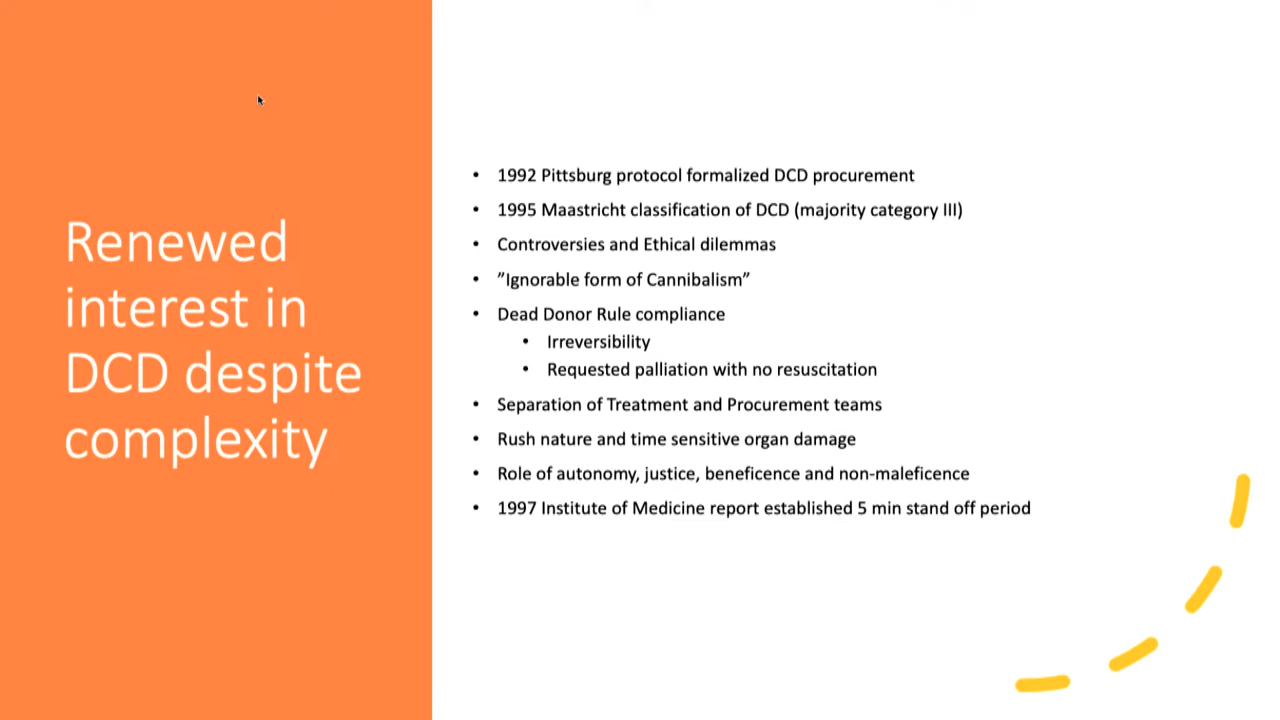 Renewed
interest in
DCD despite
complexity
• 1992 Pittsburg protocol formalized DCD procurement
• 1995 Maastricht classification of DCD (majority category III)
• Controversies and Ethical dilemmas
• ”Ignorable form of Cannibalism”
• Dead Donor Rule compliance
• Irreversibility
• Requested palliation with no resuscitation
• Separation of Treatment and Procurement teams
• Rush nature and time sensitive organ damage
• Role of autonomy, justice, beneficence and non-maleficence
• 1997 Institute of Medicine report established 5 min stand off period